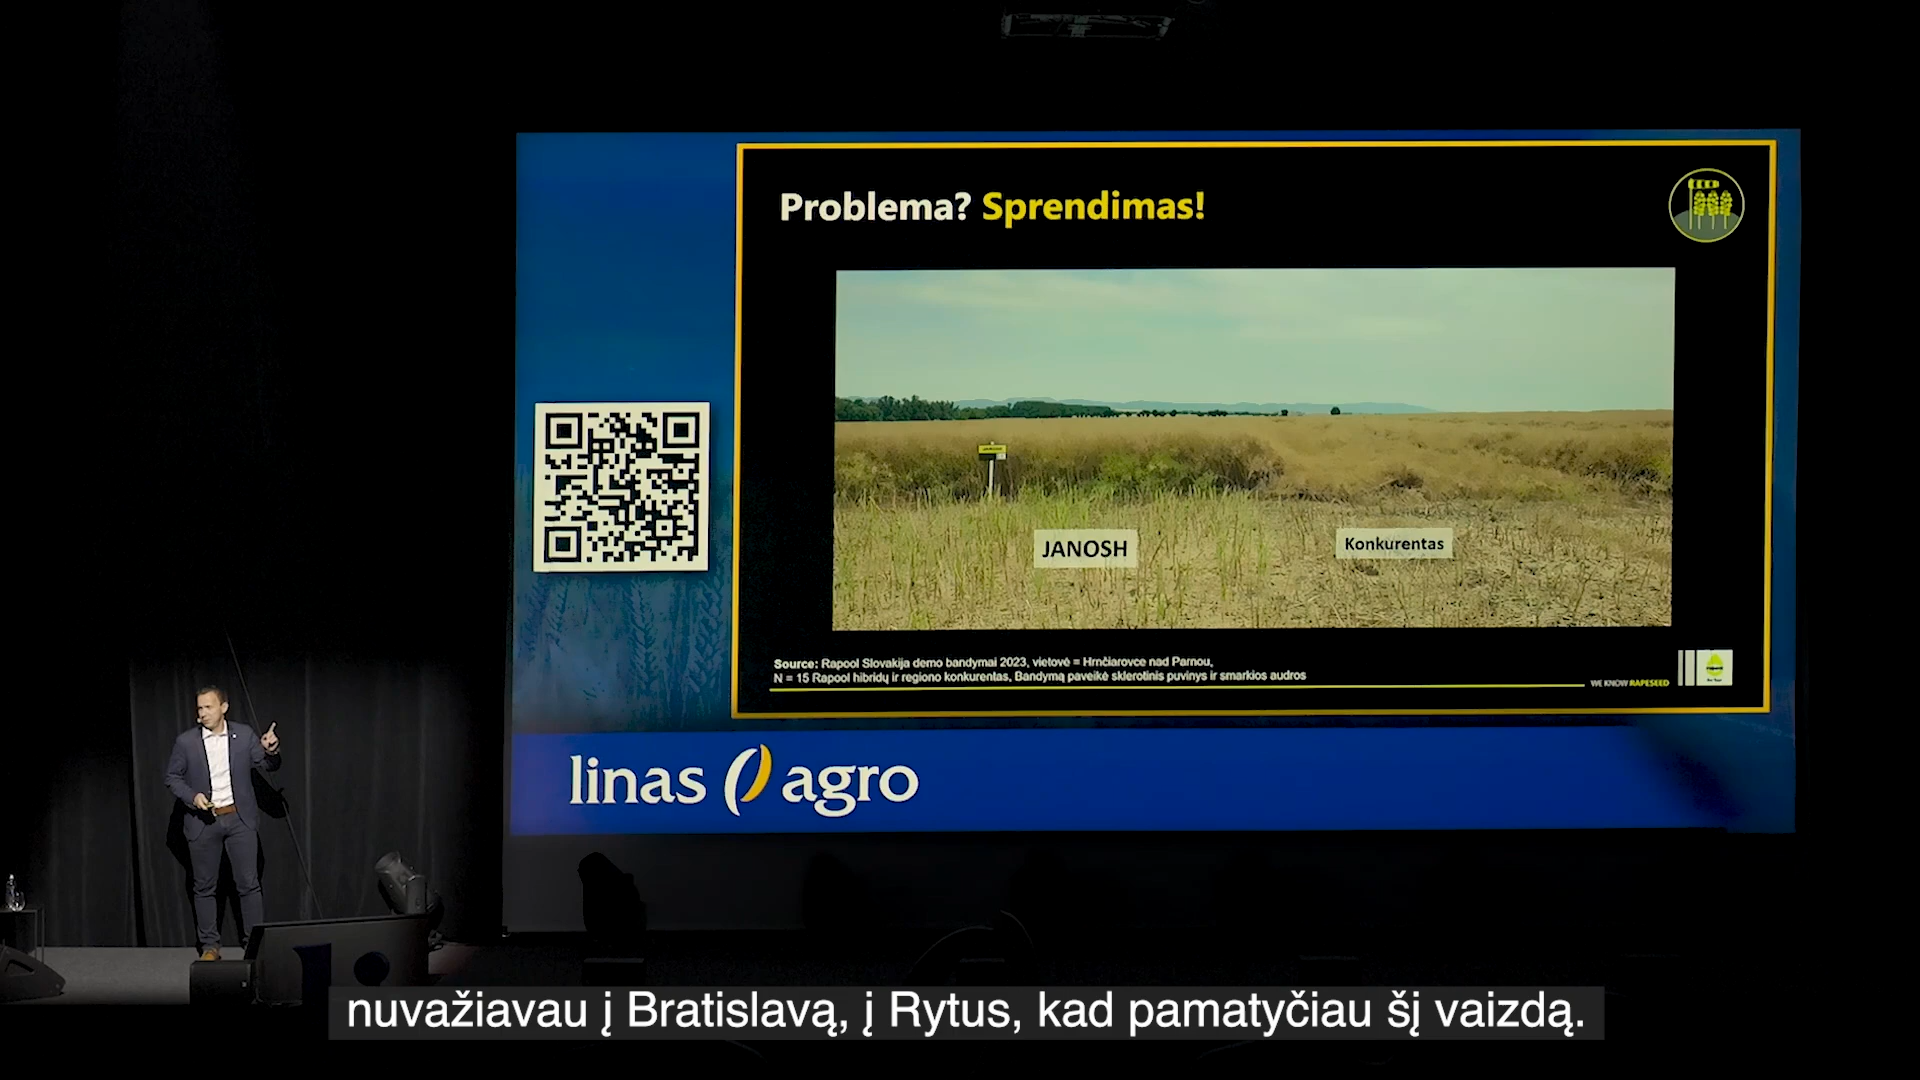 Problema? Sprendimas!
JANOSH
JANOSH
Konkurentas
Source: Rapool Slovakija demo bandymai 2023, vietovė = Hrnčiarovce nad Parnou,
N = 15 Rapool hibridų ir regiono konkurentas, Bandymą paveikė sklerotinis puvinys ir smarkios audros
WE KNOW RAPESEED
linas agro
nuvažiavau į Bratislavą, į Rytus, kad pamatyčiau šį vaizdą.